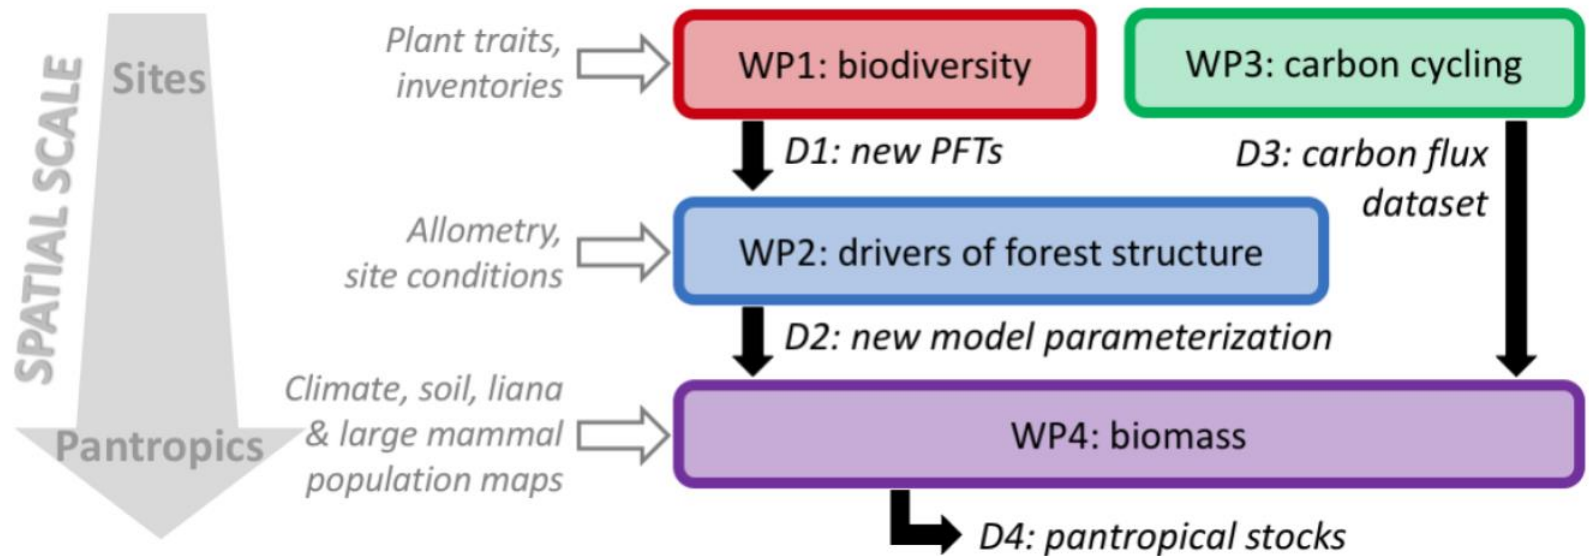 SPATIAL SCALE
Sites
Pantropics
Plant traits,
inventories
WP1: biodiversity
WP3: carbon cycling
D1: new PFTs
D3: carbon flux
dataset
Allometry,
site conditions
WP2: drivers of forest structure
D2: new model parameterization
Climate, soil, liana
& large mammal
population maps
WP4: biomass
D4: pantropical stocks